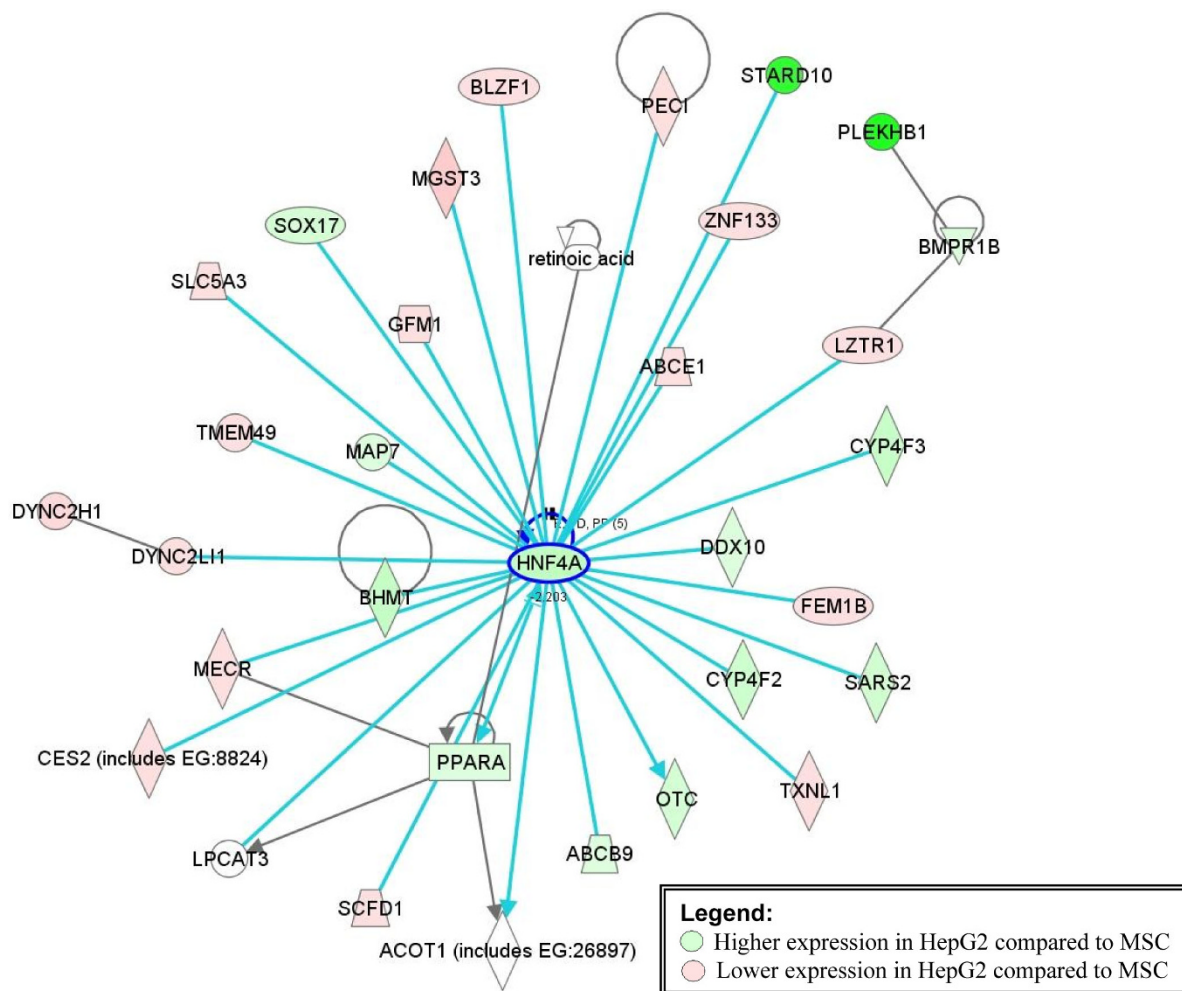 BLZF1
PECI
STARD10
PLEKHB1
MGST3
SOX17
ZNF133
BMPR1B
retinoic acid
SLC5A3
GFM1
LZTR1
ABCE1
TMEM49
MAP7
CYP4F3
DYNC2H1
D, PP (5)
DYNC2LI1
HNF4A
DDX10
BHMT
-2.203
FEM1B
MECR
CYP4F2
SARS2
CES2 (includes EG:8824)
PPARA
OTC
TXNL1
LPCAT3
ABCB9
SCFD1
ACOT1 (includes EG:26897)
Legend:
Higher expression in HepG2 compared to MSC
Lower expression in HepG2 compared to MSC